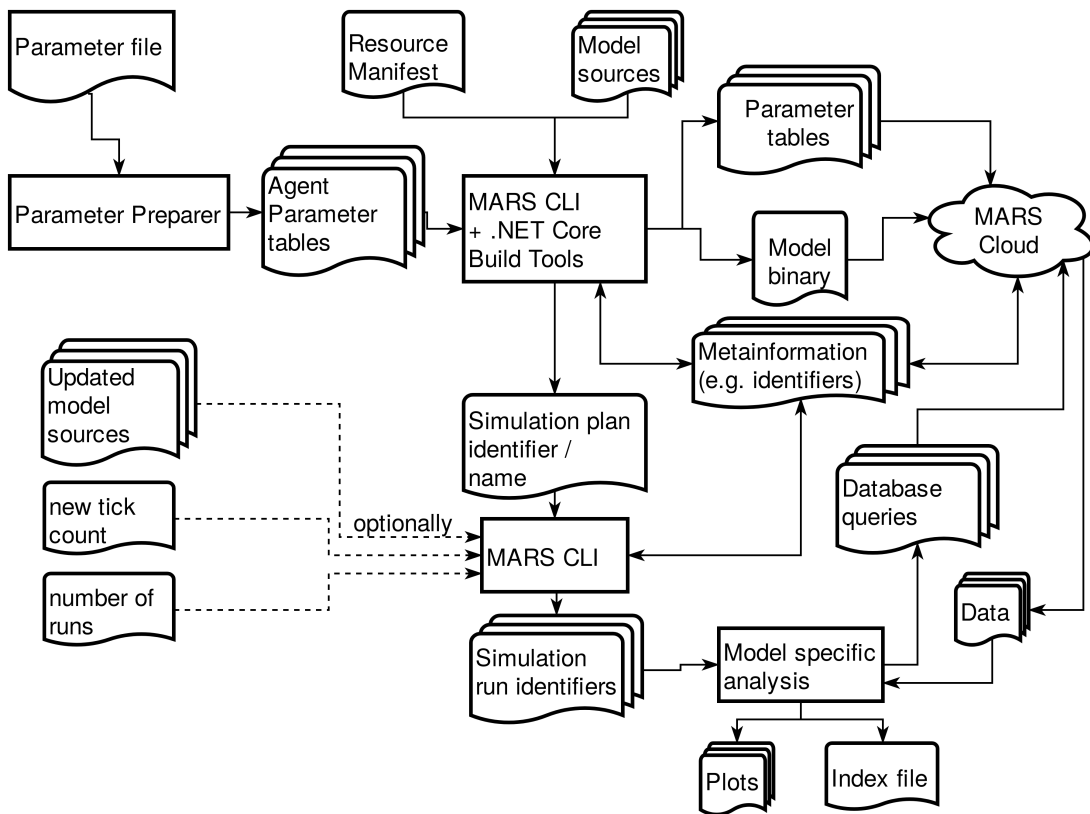 Parameter file
Resource
Manifest
Model
sources
Parameter
tables
Parameter Preparer
Agent
Parameter
tables
MARS CLI
+ .NET Core
Build Tools
Model
binary
MARS
Cloud
Metainformation
(e.g. identifiers)
Updated
model
sources
Simulation plan
identifier /
name
new tick
count
optionally
MARS CLI
Database
queries
number of
runs
Data
Simulation
run identifiers
Model specific
analysis
Plots
Index file